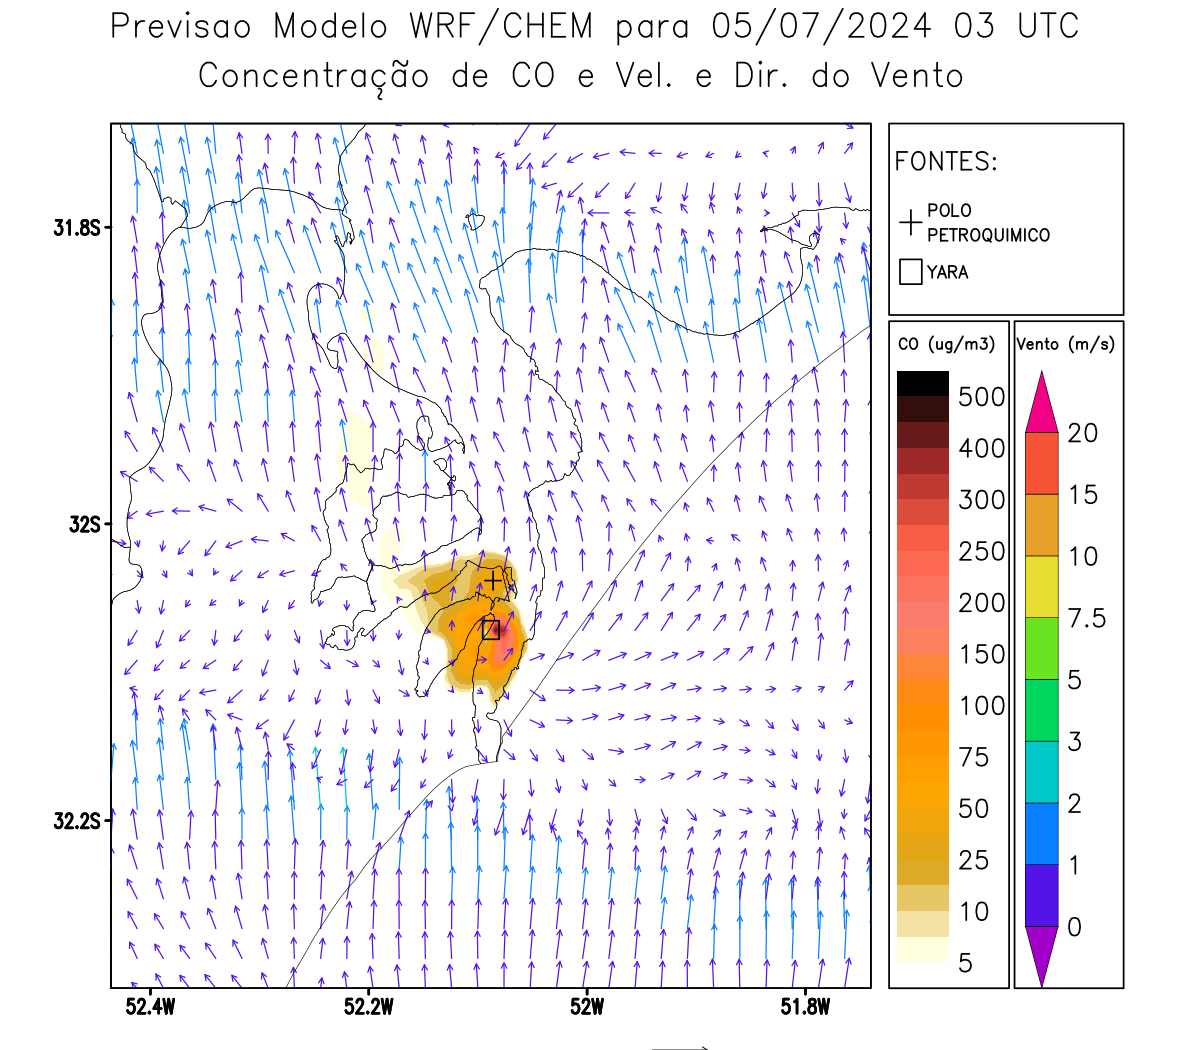 Previsao Modelo WRF/CHEM para 05/07/2024 03 UTC
Concentração de CO e Vel. e Dir. do Vento
FONTES:
POLO
PETROQUIMICO
YARA
31.8S
32S
32.2S
52.4W
52.2W
52W
51.8W
CO (ug/m3)
500
400
300
250
200
150
100
75
50
25
10
5
Vento (m/s)
20
15
10
7.5
5
3
2
1
0